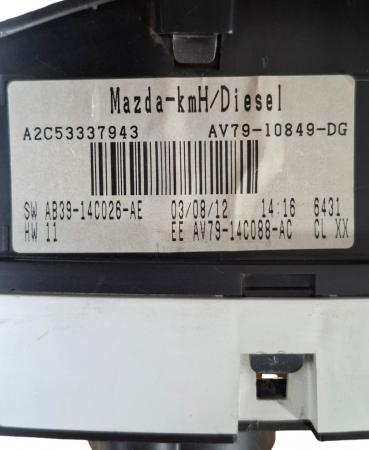 Mazda-kmH/Diesel
A2C53337943 AV79-10849-DG
SW AB39-14C026-AE 03/08/12 14:16 6431
HW 11 EE AV79-14C088-AC CL XX